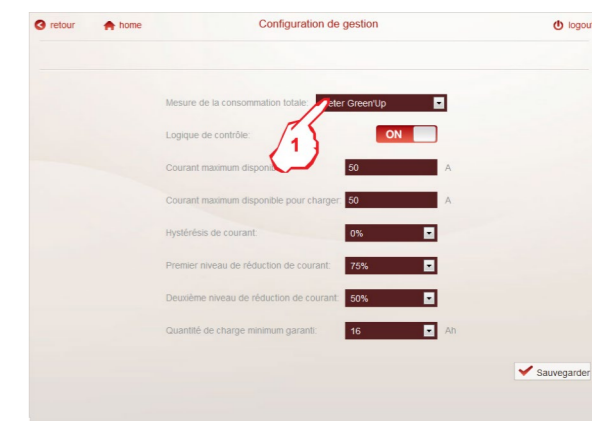 retour home Configuration de gestion logou
Mesure de la consommation totale: eter Green'Up
Logique de contrôle: ON
1
Courant maximum disponib 50 A
Courant maximum disponible pour charger: 50 A
Hystérésis de courant: 0%
Premier niveau de réduction de courant: 75%
Deuxième niveau de réduction de courant: 50%
Quantité de charge minimum garanti: 16 Ah
Sauvegarder